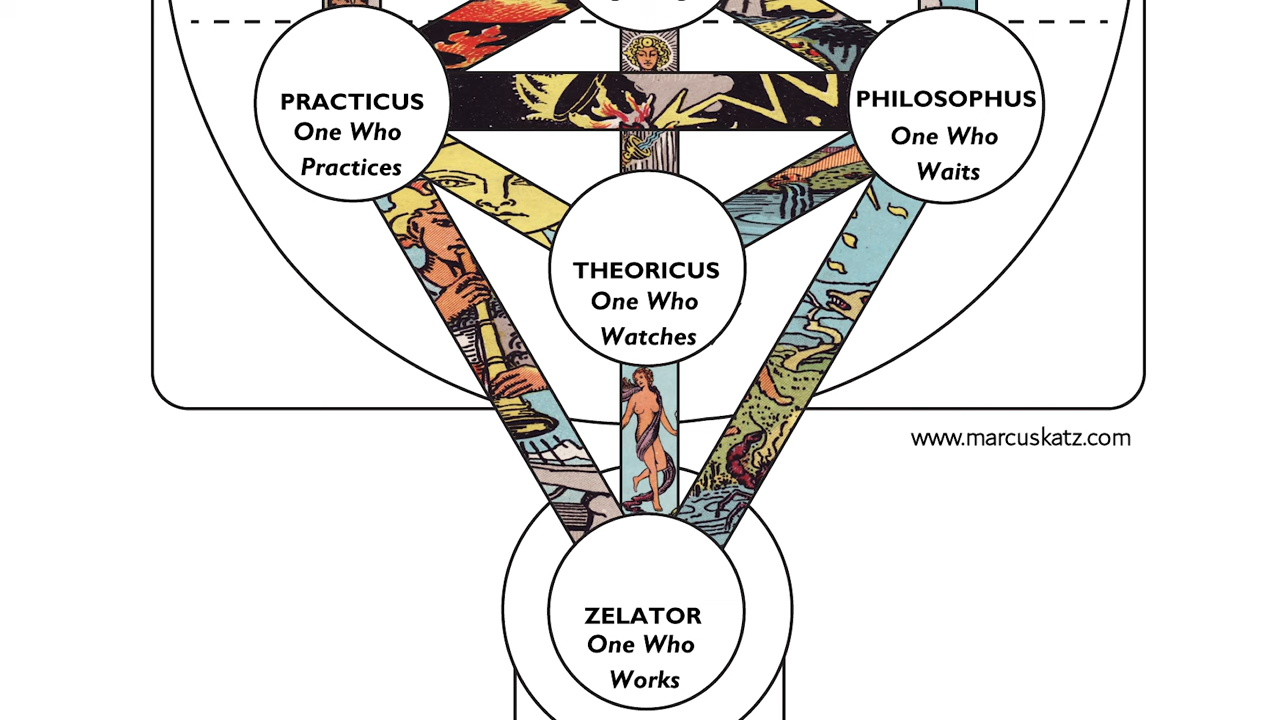 PRACTICUS
One Who
Practices
PHILOSOPHUS
One Who
Waits
THEORICUS
One Who
Watches
www.marcuskatz.com
ZELATOR
One Who
Works